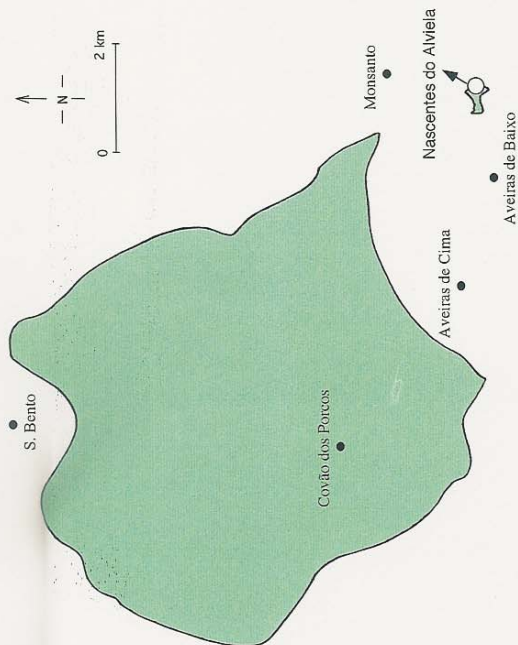 N
0 2 km
S. Bento
Monsanto
Nascentes do Alviela
Aveiras de Baixo
Aveiras de Cima
Covão dos Porcos